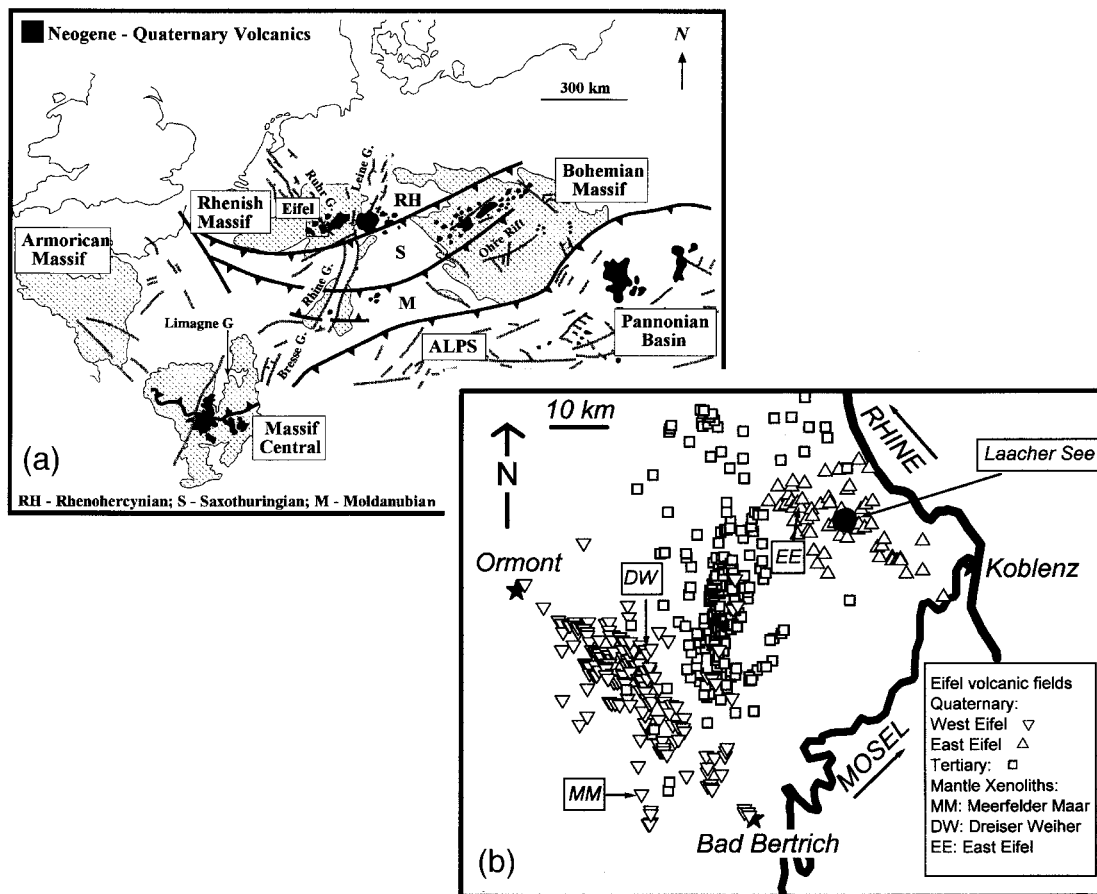 Neogene - Quaternary Volcanics
N
300 km
Bohemian
Massif
Leine G.
Ruhr G.
RH
Rhenish
Massif
Eifel
Armorican
Massif
S
Ohre Rift
Rhine G.
M
Limagne G
Bresse G.
ALPS
Pannonian
Basin
Massif
Central
(a)
RH - Rhenohercynian; S - Saxothuringian; M - Moldanubian
10 km
N
RHINE
Laacher See
EE
Ormont
DW
Koblenz
MOSEL
MM
Bad Bertrich
(b)
Eifel volcanic fields
Quaternary:
West Eifel ▽
East Eifel △
Tertiary: □
Mantle Xenoliths:
MM: Meerfelder Maar
DW: Dreiser Weiher
EE: East Eifel